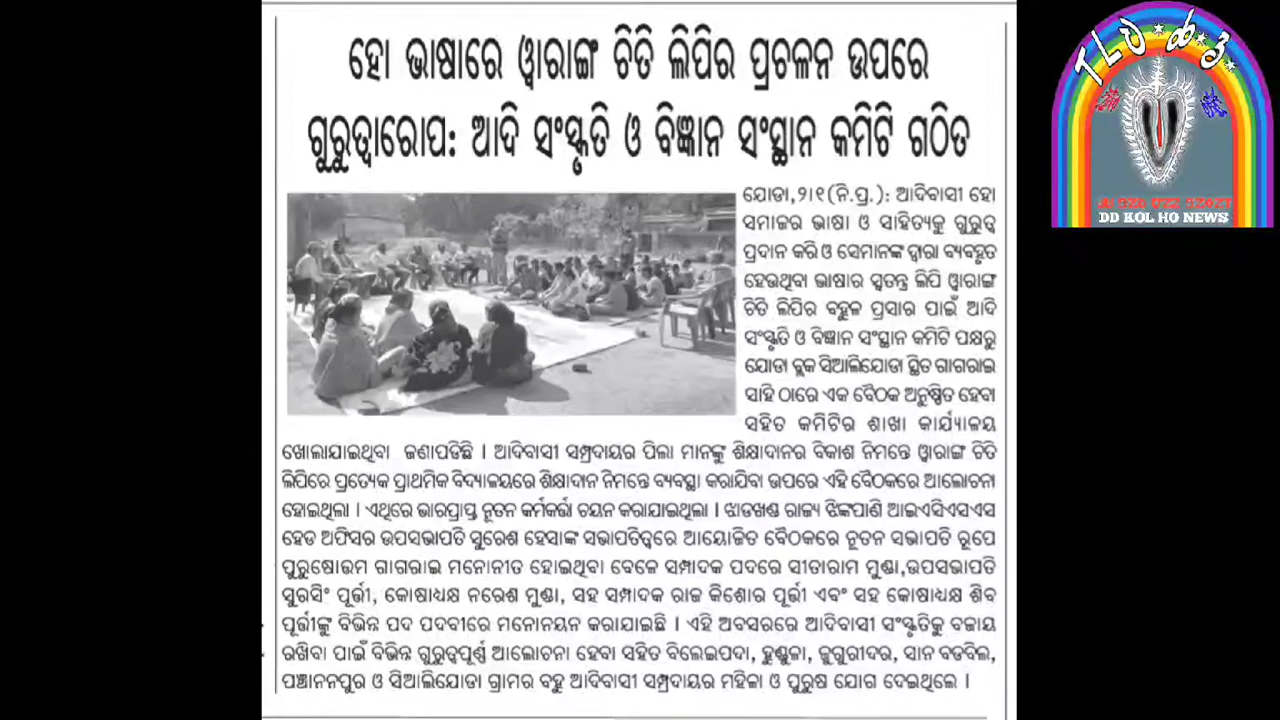 ହୋ ଭାଷାରେ ୱାରାଙ୍ଗ ଚିତି ଲିପିର ପ୍ରଚଳନ ଉପରେ
ଗୁରୁତ୍ୱାରୋପ: ଆଦି ସଂସ୍କୃତି ଓ ବିଜ୍ଞାନ ସଂସ୍ଥାନ କମିଟି ଗଠିତ
ଯୋଡା,୨।୧(ନି.ପ୍ର.): ଆଦିବାସୀ ହୋ
ସମାଜର ଭାଷା ଓ ସାହିତ୍ୟକୁ ଗୁରୁତ୍ୱ
ପ୍ରଦାନ କରି ଓ ସେମାନଙ୍କ ଦ୍ୱାରା ବ୍ୟବହୃତ
ହେଉଥିବା ଭାଷାର ସ୍ୱତନ୍ତ୍ର ଲିପି ୱାରାଙ୍ଗ
ଚିତି ଲିପିର ବହୁଳ ପ୍ରସାର ପାଇଁ ଆଦି
ସଂସ୍କୃତି ଓ ବିଜ୍ଞାନ ସଂସ୍ଥାନ କମିଟି ପକ୍ଷରୁ
ଯୋଡା ବ୍ଲକ ସିଆଲିଯୋଡା ସ୍ଥିତ ଗାଗରାଇ
ସାହି ଠାରେ ଏକ ବୈଠକ ଅନୁଷ୍ଠିତ ହେବା
ସହିତ କମିଟିର ଶାଖା କାର୍ଯ୍ୟାଳୟ
ଖୋଲାଯାଇଥିବା ଜଣାପଡିଛି । ଆଦିବାସୀ ସମ୍ପ୍ରଦାୟର ପିଲା ମାନଙ୍କୁ ଶିକ୍ଷାଦାନର ବିକାଶ ନିମନ୍ତେ ୱାରାଙ୍ଗ ଚିତି
ଲିପିରେ ପ୍ରତ୍ୟେକ ପ୍ରାଥମିକ ବିଦ୍ୟାଳୟରେ ଶିକ୍ଷାଦାନ ନିମନ୍ତେ ବ୍ୟବସ୍ଥା କରାଯିବା ଉପରେ ଏହି ବୈଠକରେ ଆଲୋଚନା
ହୋଇଥିଲା । ଏଥିରେ ଭାରପ୍ରାପ୍ତ ନୂତନ କର୍ମକର୍ତ୍ତା ଚୟନ କରାଯାଇଥିଲା । ଝାଡଖଣ୍ଡ ରାଜ୍ୟ ଝିଙ୍କପାଣି ଆଇଏସିଏସଏସ
ହେଡ ଅଫିସର ଉପସଭାପତି ସୁରେଶ ହେସାଙ୍କ ସଭାପତିତ୍ୱରେ ଆୟୋଜିତ ବୈଠକରେ ନୂତନ ସଭାପତି ରୂପେ
ପୁରୁଷୋତ୍ତମ ଗାଗରାଇ ମନୋନୀତ ହୋଇଥିବା ବେଳେ ସମ୍ପାଦକ ପଦରେ ସୀତାରାମ ମୁଣ୍ଡା,ଉପସଭାପତି
ସୁରସିଂ ପୂର୍ତ୍ତୀ, କୋଷାଧ୍ୟକ୍ଷ ନରେଶ ମୁଣ୍ଡା, ସହ ସମ୍ପାଦକ ରାଜ କିଶୋର ପୂର୍ତ୍ତୀ ଏବଂ ସହ କୋଷାଧ୍ୟକ୍ଷ ଶିବ
ପୂର୍ତ୍ତୀଙ୍କୁ ବିଭିନ୍ନ ପଦ ପଦବୀରେ ମନୋନୟନ କରାଯାଇଛି । ଏହି ଅବସରରେ ଆଦିବାସୀ ସଂସ୍କୃତିକୁ ବଜାୟ
ରଖିବା ପାଇଁ ବିଭିନ୍ନ ଗୁରୁତ୍ୱପୂର୍ଣ୍ଣ ଆଲୋଚନା ହେବା ସହିତ ବିଲେଇପଦା, ହୁଣ୍ଡୁଳା, ଜୁଗୁରୀଦର, ସାନ ବଡବିଲ,
ପଞ୍ଚାନନପୁର ଓ ସିଆଲିଯୋଡା ଗ୍ରାମର ବହୁ ଆଦିବାସୀ ସମ୍ପ୍ରଦାୟର ମହିଳା ଓ ପୁରୁଷ ଯୋଗ ଦେଇଥିଲେ ।
DD KOL HO NEWS